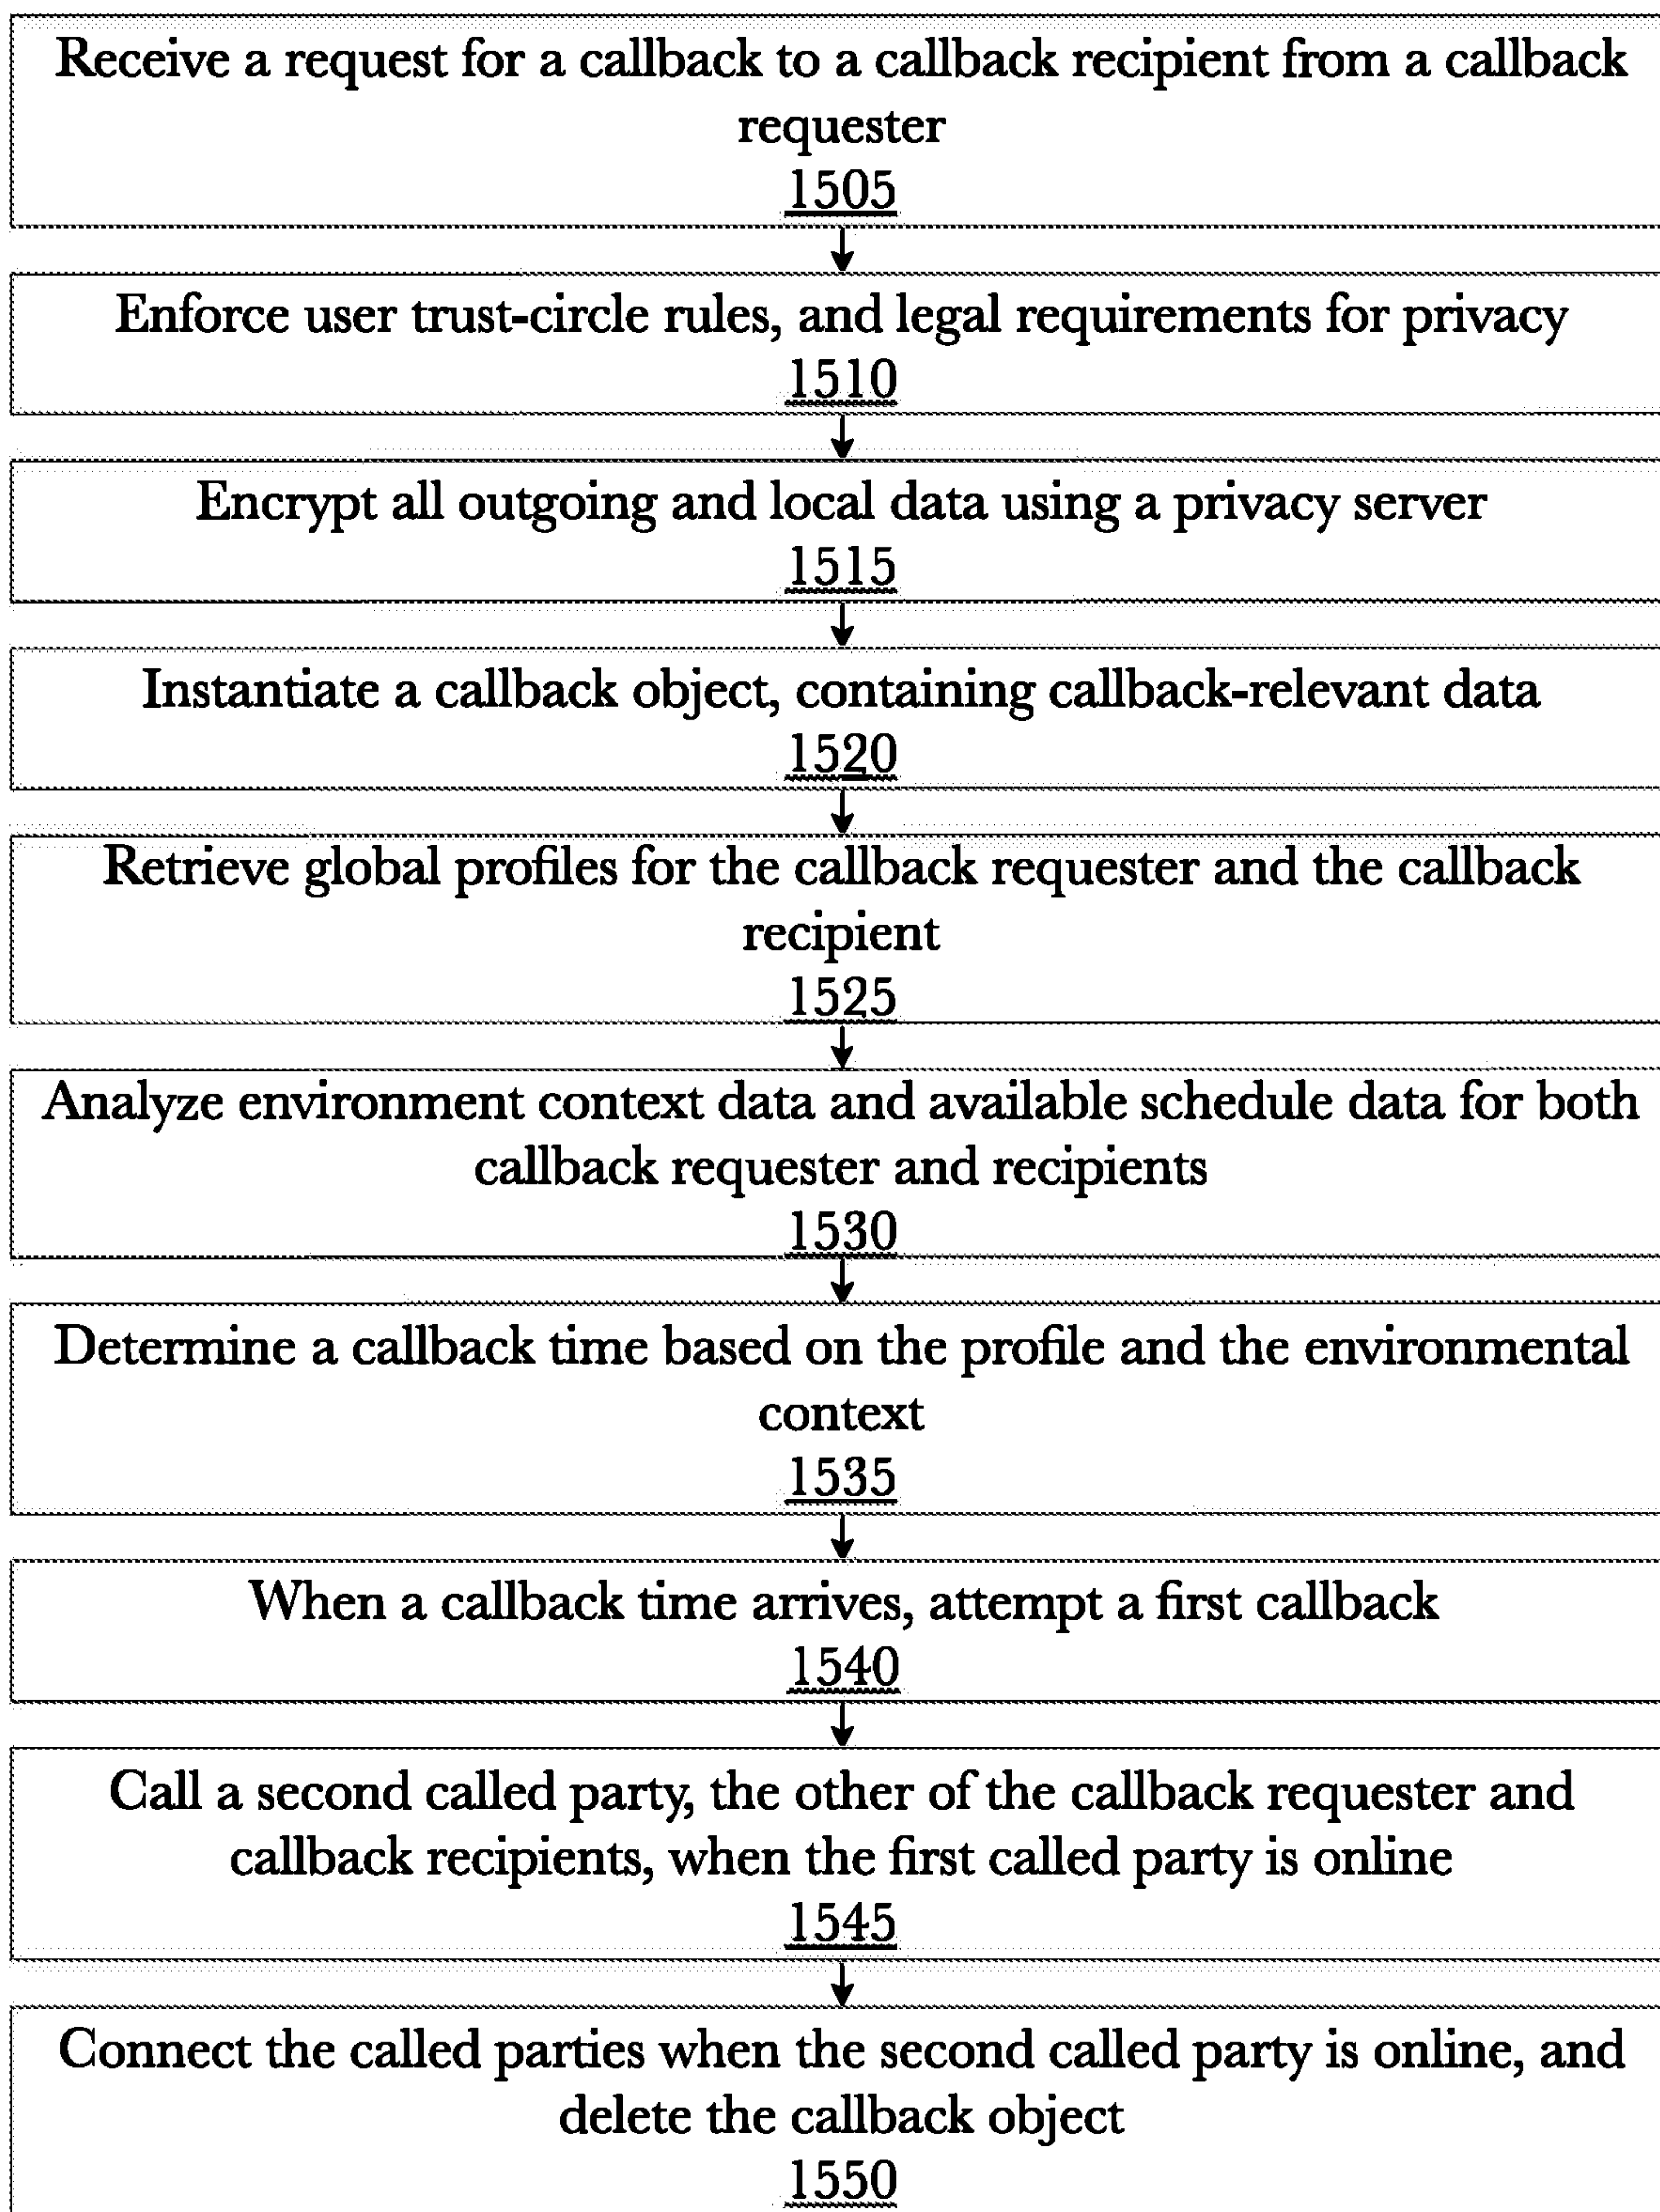 Receive a request for a callback to a callback recipient from a callback
requester
1505
Enforce user trust-circle rules, and legal requirements for privacy
1510
Encrypt all outgoing and local data using a privacy server
1515
Instantiate a callback object, containing callback-relevant data
1520
Retrieve global profiles for the callback requester and the callback
recipient
1525
Analyze environment context data and available schedule data for both
callback requester and recipients
1530
Determine a callback time based on the profile and the environmental
context
1535
When a callback time arrives, attempt a first callback
1540
Call a second called party, the other of the callback requester and
callback recipients, when the first called party is online
1545
Connect the called parties when the second called party is online, and
delete the callback object
1550